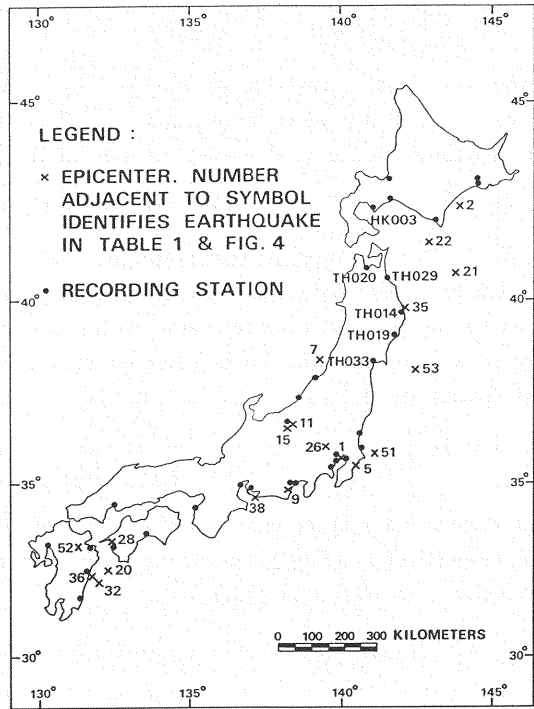 130° 135° 140° 145°
45° 45°
LEGEND :
× EPICENTER. NUMBER
ADJACENT TO SYMBOL
IDENTIFIES EARTHQUAKE
IN TABLE 1 & FIG. 4
• RECORDING STATION
2
HK003
22
21
TH020
TH029
40° 40°
TH014
35
TH019
7
TH033
53
11
15
26
1
51
5
35° 35°
9
38
28
52
20
36
32
0 100 200 300 KILOMETERS
30° 30°
130° 135° 140° 145°